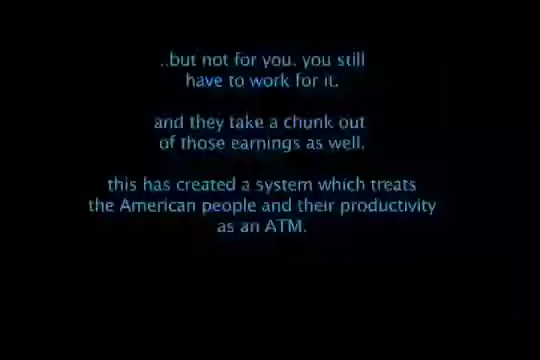 ..but not for you. you still
have to work for it.
and they take a chunk out
of those earnings as well.
this has created a system which treats
the American people and their productivity
as an ATM.